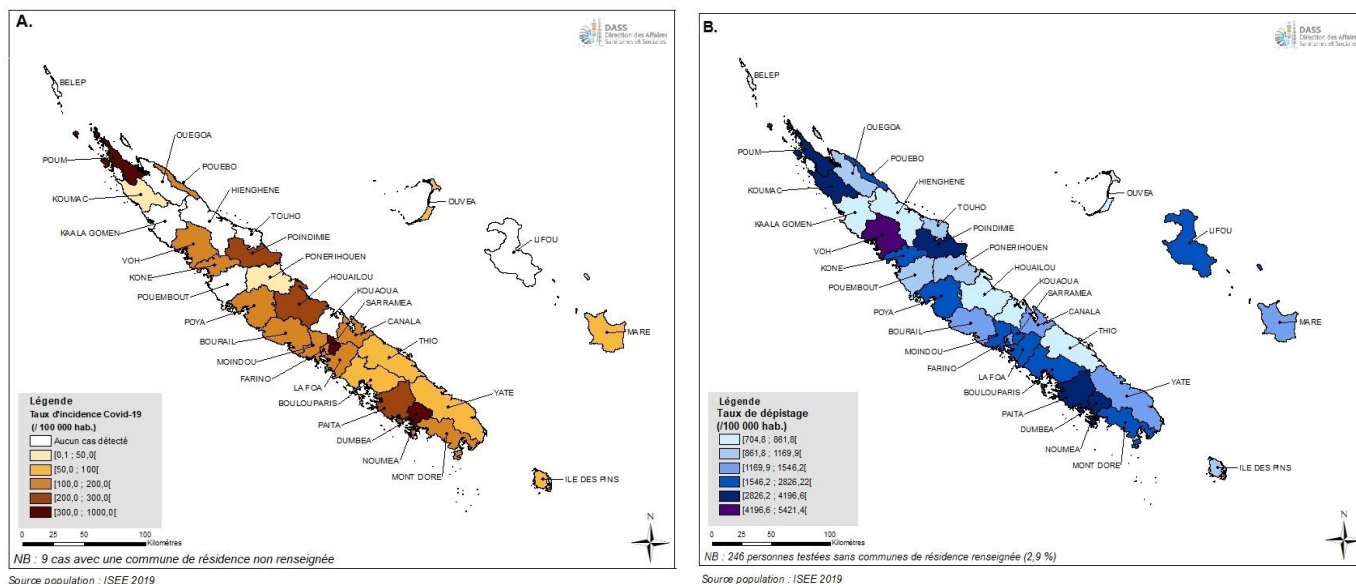 A.
DASS
Direction des Affaires
Sanitaires et Sociales
BELEP
OUEGOA
POUM
POUEBO
KOUMAC
HIENGHENE
OUVEA
TOUHO
KAALA GOMEN
POINDIMIE
LIFOU
VOH
PONERIHOUEN
KONE
HOUAILOU
POUEMBOUT
KOUAOUA
SARRAMEA
POYA
CANALA
MARE
BOURAIL
THIO
MOINDOU
FARINO
LA FOA
YATE
BOULOUPARIS
PAITA
DUMBEA
NOUMEA
MONT DORE
ILE DES PINS
Légende
Taux d'incidence Covid-19
(/ 100 000 hab.)
Aucun cas détecté
[0,1 ; 50,0[
[50,0 ; 100[
[100,0 ; 200,0[
[200,0 ; 300,0[
[300,0 ; 1000,0[
0 25 50 100
Kilomètres
N
NB : 9 cas avec une commune de résidence non renseignée
Source population : ISEE 2019
B.
DASS
Direction des Affaires
Sanitaires et Sociales
BELEP
OUEGOA
POUM
POUEBO
KOUMAC
HIENGHENE
OUVEA
TOUHO
KAALA GOMEN
POINDIMIE
LIFOU
VOH
PONERIHOUEN
KONE
HOUAILOU
POUEMBOUT
KOUAOUA
SARRAMEA
POYA
CANALA
MARE
BOURAIL
THIO
MOINDOU
FARINO
LA FOA
YATE
BOULOUPARIS
PAITA
DUMBEA
NOUMEA
MONT DORE
ILE DES PINS
Légende
Taux de dépistage
(/100 000 hab.)
[704,8 ; 861,8[
[861,8 ; 1169,9[
[1169,9 ; 1546,2[
[1546,2 ; 2826,22[
[2826,2 ; 4196,6[
[4196,6 ; 5421,4[
0 25 50 100
Kilomètres
N
NB : 246 personnes testées sans communes de résidence renseignée (2,9 %)
Source population : ISEE 2019